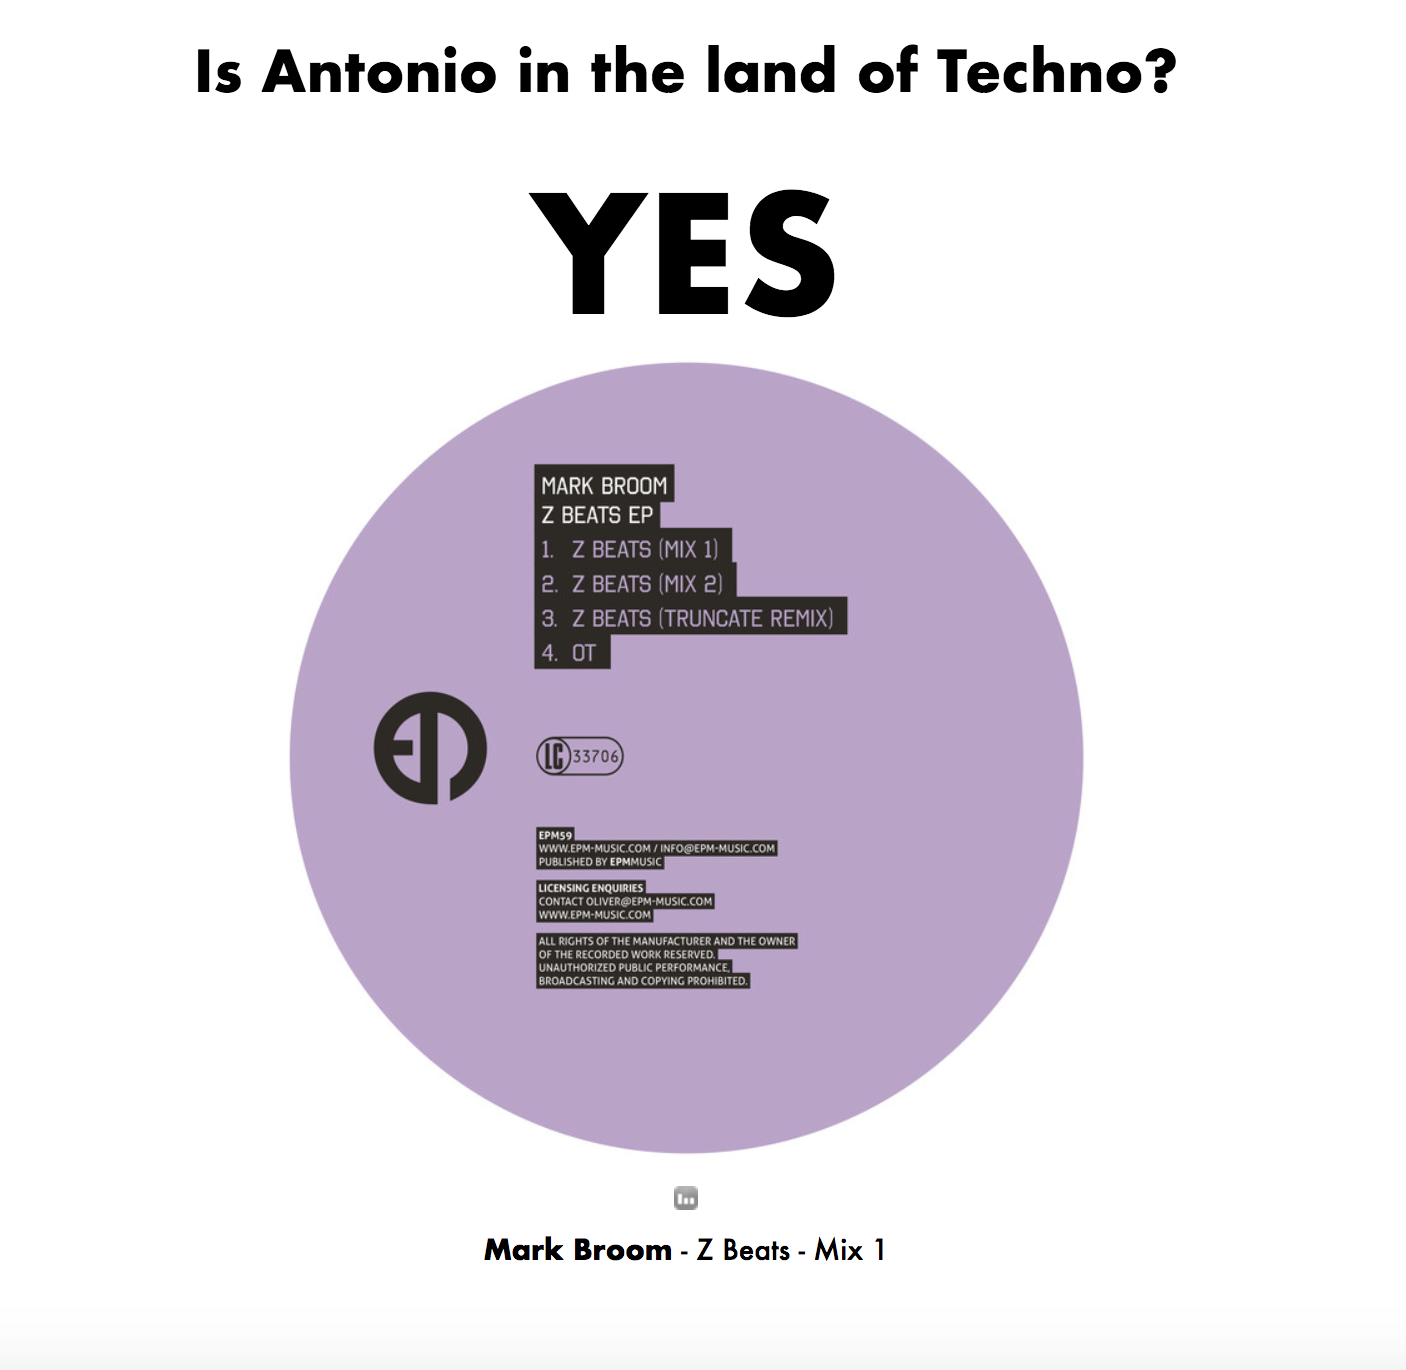 Is Antonio in the land of Techno?
YES
MARK BROOM
Z BEATS EP
1. Z BEATS (MIX 1)
2. Z BEATS (MIX 2)
3. Z BEATS (TRUNCATE REMIX)
4. OT
LC 33706
EPM59
WWW.EPM-MUSIC.COM / INFO@EPM-MUSIC.COM
PUBLISHED BY EPMMUSIC
LICENSING ENQUIRIES
CONTACT OLIVER@EPM-MUSIC.COM
WWW.EPM-MUSIC.COM
ALL RIGHTS OF THE MANUFACTURER AND THE OWNER
OF THE RECORDED WORK RESERVED.
UNAUTHORIZED PUBLIC PERFORMANCE,
BROADCASTING AND COPYING PROHIBITED.
Mark Broom - Z Beats - Mix 1